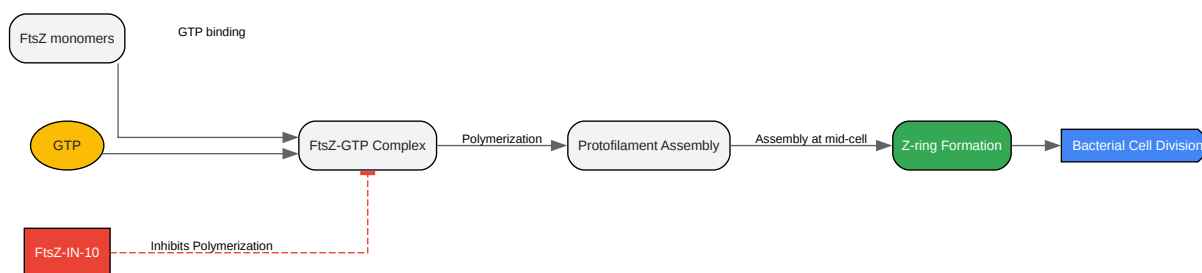 FtsZ monomers
GTP binding
GTP
FtsZ-GTP Complex
Polymerization
Protofilament Assembly
Assembly at mid-cell
Z-ring Formation
Bacterial Cell Division
FtsZ-IN-10
Inhibits Polymerization